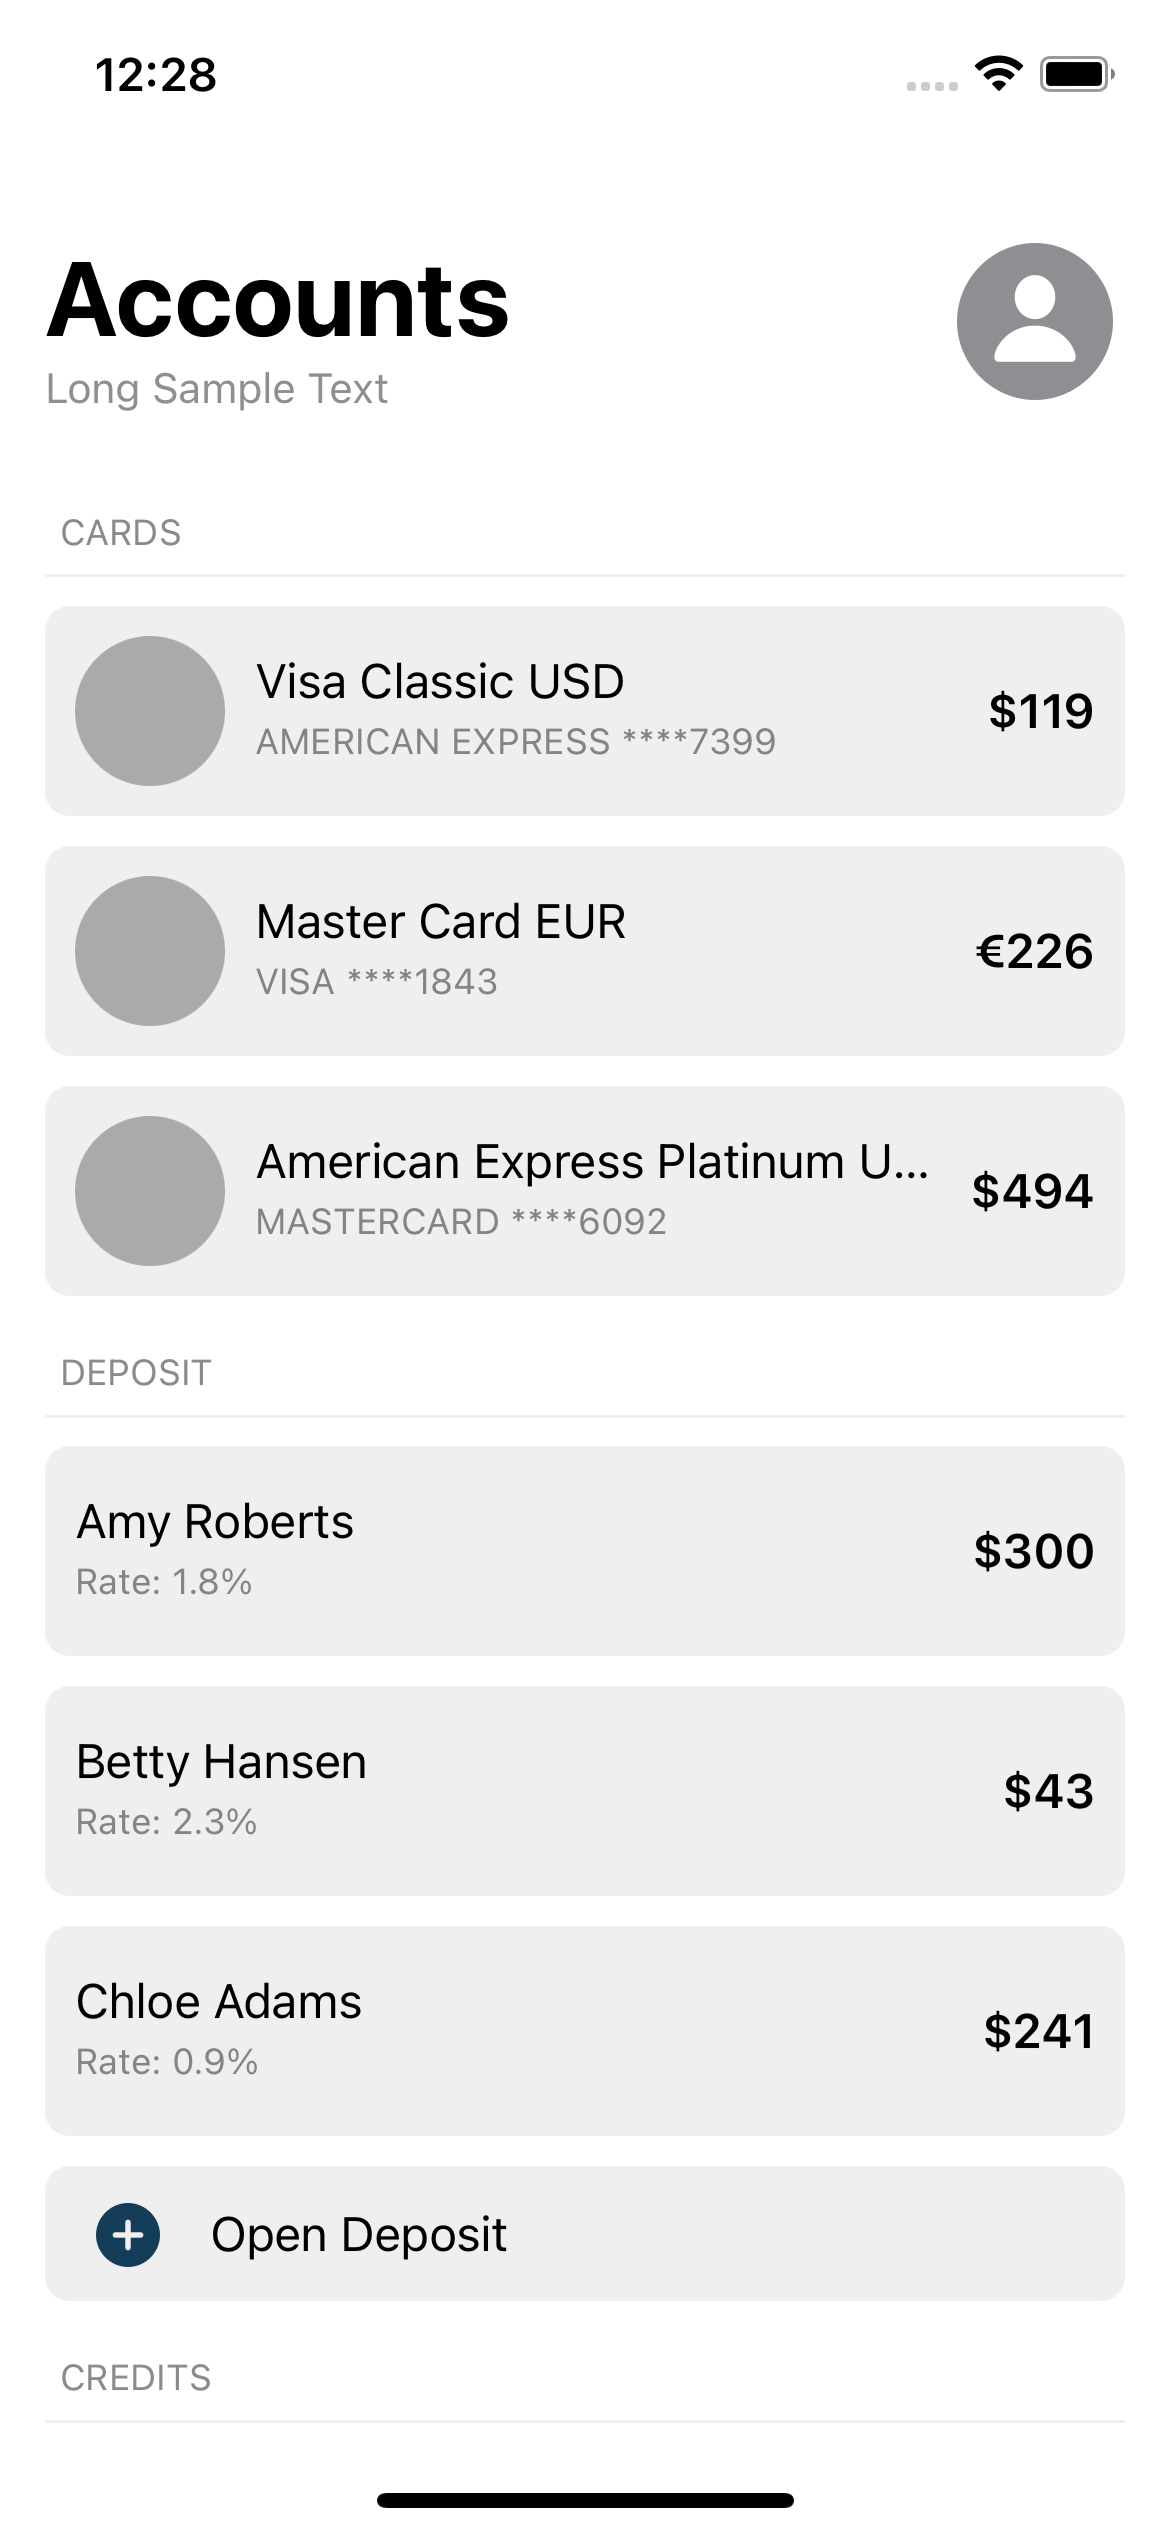 12:28
Accounts
Long Sample Text
CARDS
Visa Classic USD
AMERICAN EXPRESS ****7399
$119
Master Card EUR
VISA ****1843
€226
American Express Platinum U...
MASTERCARD ****6092
$494
DEPOSIT
Amy Roberts
Rate: 1.8%
$300
Betty Hansen
Rate: 2.3%
$43
Chloe Adams
Rate: 0.9%
$241
Open Deposit
CREDITS